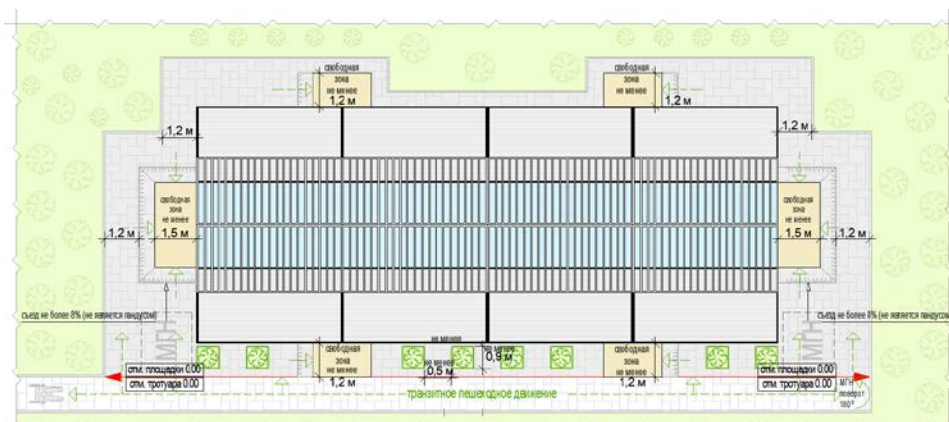 свободная
зона
не менее
1,2 м
свободная
зона
не менее
1,2 м
1,2 м
1,2 м
свободная
зона
не менее
1,5 м
1,2 м
свободная
зона
не менее
1,5 м
1,2 м
съезд не более 8% (не является пандусом)
съезд не более 8% (не является пандусом)
МГН
МГН
не менее
не менее
0,9 м
свободная
зона
не менее
1,2 м
не менее
0,5 м
свободная
зона
не менее
1,2 м
отм. площадки 0.00
отм. тротуара 0.00
отм. площадки 0.00
отм. тротуара 0.00
транзитное пешеходное движение
МГН
поворот
180°